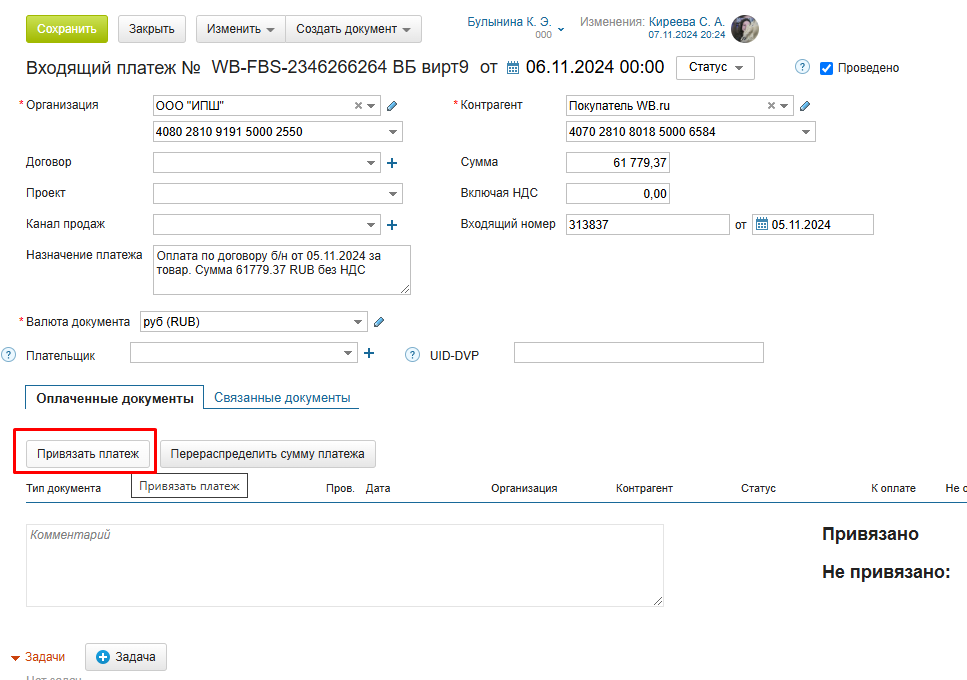 Сохранить Закрыть Изменить Создать документ Булынина К. Э. Изменения: Киреева С. А.
000 07.11.2024 20:24
Входящий платеж № WB-FBS-2346266264 ВБ вирт9 от 06.11.2024 00:00 Статус ? Проведено
* Организация ООО "ИПШ" * Контрагент Покупатель WB.ru
4080 2810 9191 5000 2550 4070 2810 8018 5000 6584
Договор Сумма 61 779,37
Проект Включая НДС 0,00
Канал продаж Входящий номер 313837 от 05.11.2024
Назначение платежа Оплата по договору б/н от 05.11.2024 за
товар. Сумма 61779.37 RUB без НДС
* Валюта документа руб (RUB)
? Плательщик ? UID-DVP
Оплаченные документы Связанные документы
Привязать платеж Перераспределить сумму платежа
Тип документа Привязать платеж Пров. Дата Организация Контрагент Статус К оплате Не о
Комментарий Привязано
Не привязано:
Задачи Задача
Нет задач